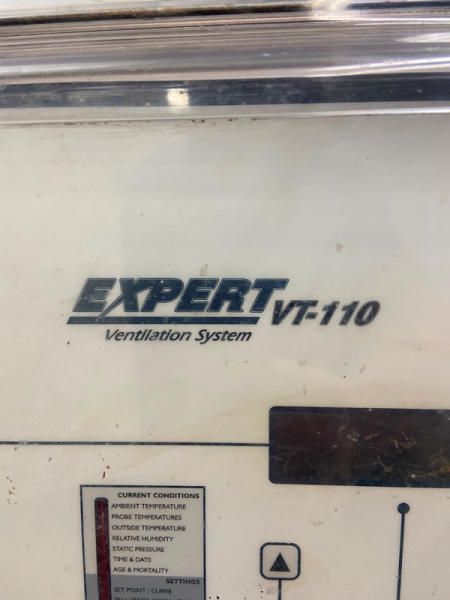 EXPERT VT-110
Ventilation System
CURRENT CONDITIONS
AMBIENT TEMPERATURE
PROBE TEMPERATURES
OUTSIDE TEMPERATURE
RELATIVE HUMIDITY
STATIC PRESSURE
TIME & DATE
AGE & MORTALITY
SETTINGS
SET POINT / CURVE